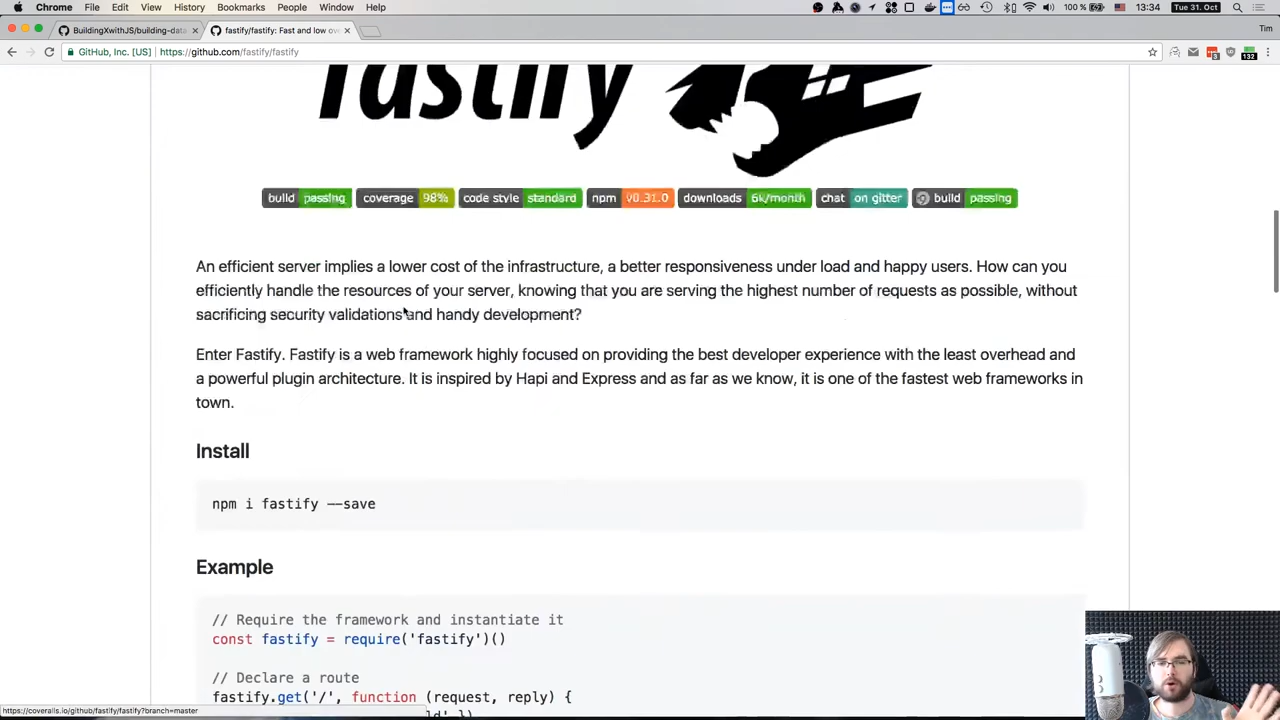 Chrome File Edit View History Bookmarks People Window Help 100 % 13:34 Tue 31. Oct
BuildingXwithJS/building-data fastify/fastify: Fast and low ove Tim
GitHub, Inc. [US] https://github.com/fastify/fastify 3 132
fastify
build passing coverage 98% code style standard npm v0.31.0 downloads 6k/month chat on gitter build passing
An efficient server implies a lower cost of the infrastructure, a better responsiveness under load and happy users. How can you
efficiently handle the resources of your server, knowing that you are serving the highest number of requests as possible, without
sacrificing security validations and handy development?
Enter Fastify. Fastify is a web framework highly focused on providing the best developer experience with the least overhead and
a powerful plugin architecture. It is inspired by Hapi and Express and as far as we know, it is one of the fastest web frameworks in
town.
Install
npm i fastify --save
Example
// Require the framework and instantiate it
const fastify = require('fastify')()
// Declare a route
fastify.get('/', function (request, reply) {
https://coveralls.io/github/fastify/fastify?branch=master